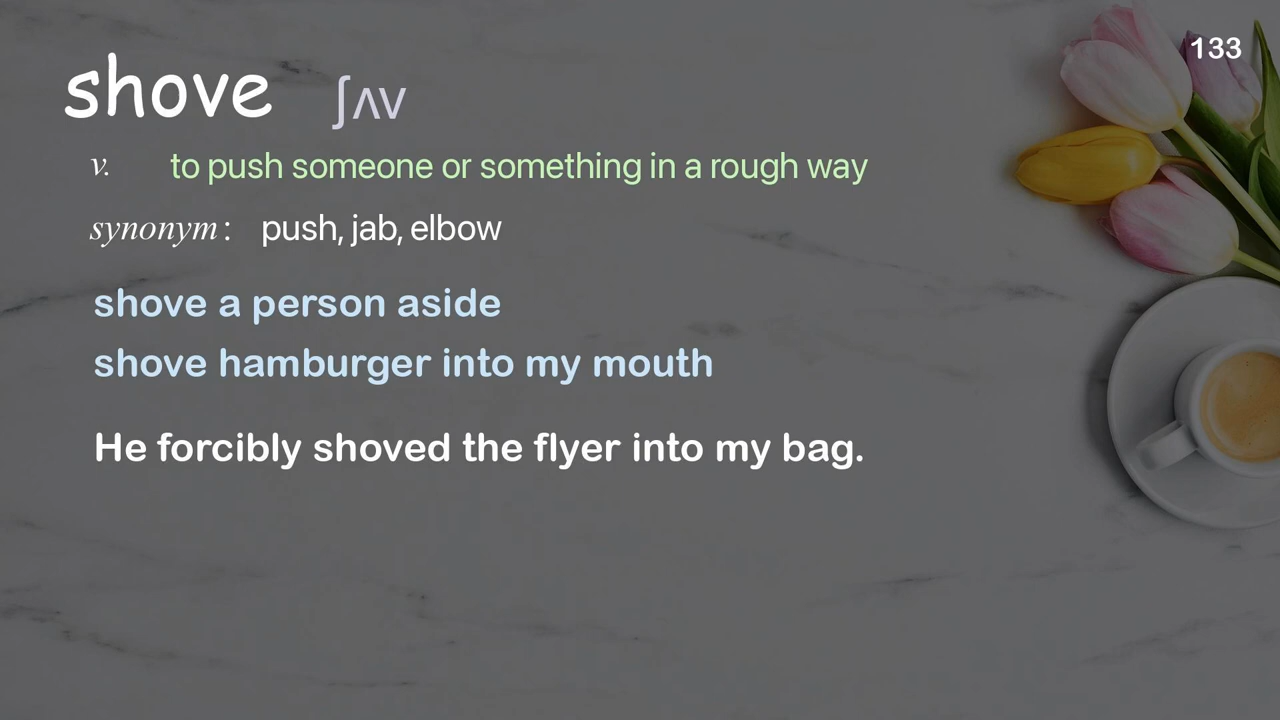 133
shove ʃʌv
v. to push someone or something in a rough way
synonym: push, jab, elbow
shove a person aside
shove hamburger into my mouth
He forcibly shoved the flyer into my bag.